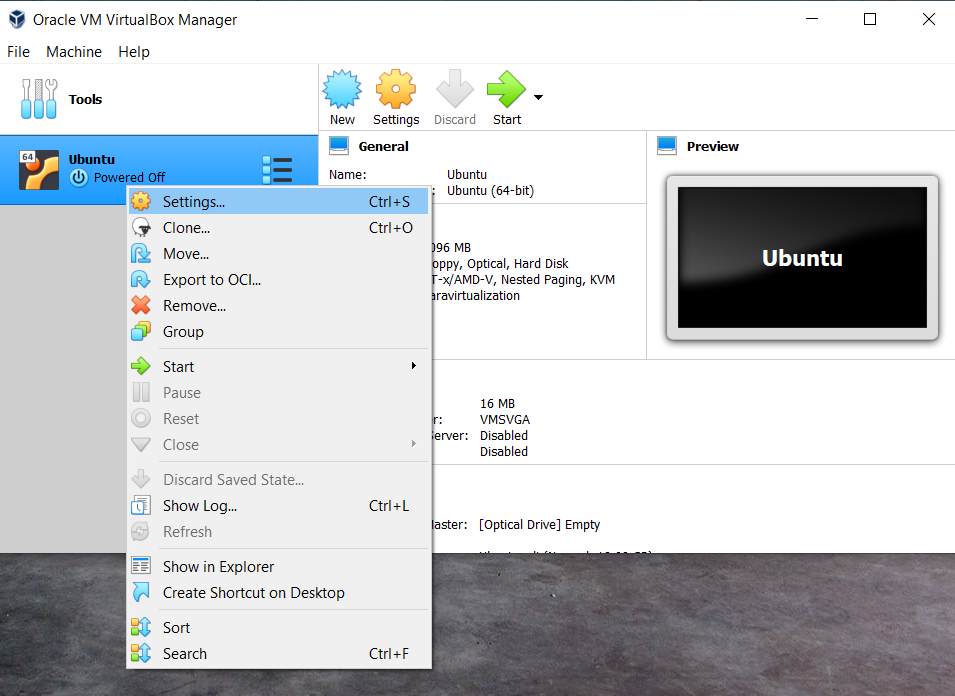 Oracle VM VirtualBox Manager
File Machine Help
Tools
New Settings Discard Start
64
Ubuntu
Powered Off
General
Name: Ubuntu
: Ubuntu (64-bit)
Preview
Ubuntu
Settings... Ctrl+S
Clone... Ctrl+O
Move...
Export to OCI...
Remove...
Group
Start
Pause
Reset
Close
Discard Saved State...
Show Log... Ctrl+L
Refresh
Show in Explorer
Create Shortcut on Desktop
Sort
Search Ctrl+F
096 MB
oppy, Optical, Hard Disk
T-x/AMD-V, Nested Paging, KVM
aravirtualization
16 MB
r: VMSVGA
erver: Disabled
Disabled
aster: [Optical Drive] Empty